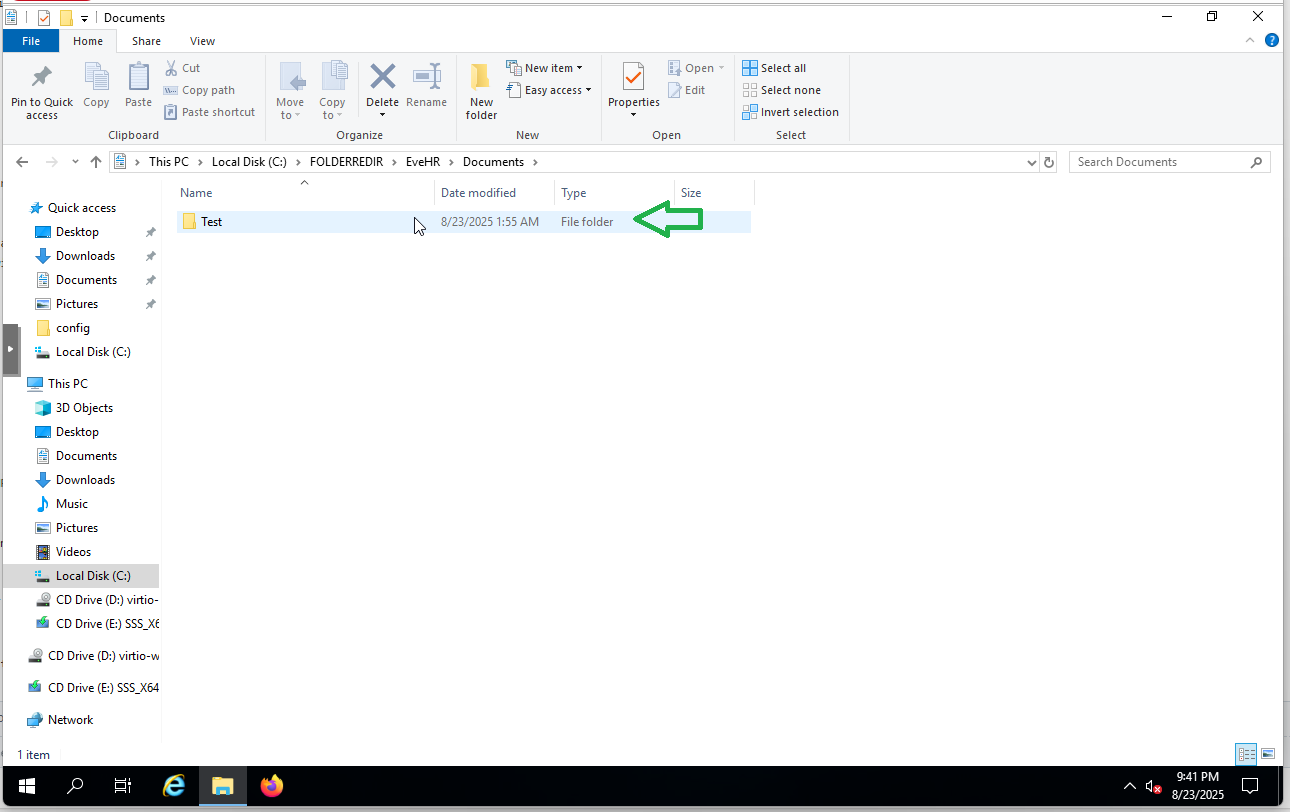 Documents
File Home Share View
Pin to Quick access
Copy
Paste
Cut
Copy path
Paste shortcut
Clipboard
Move to
Copy to
Delete
Rename
Organize
New folder
New item
Easy access
New
Properties
Open
Edit
Open
Select all
Select none
Invert selection
Select
This PC Local Disk (C:) FOLDERREDIR EveHR Documents
Search Documents
Name Date modified Type Size
Test 8/23/2025 1:55 AM File folder
Quick access
Desktop
Downloads
Documents
Pictures
config
Local Disk (C:)
This PC
3D Objects
Desktop
Documents
Downloads
Music
Pictures
Videos
Local Disk (C:)
CD Drive (D:) virtio-
CD Drive (E:) SSS_X6
CD Drive (D:) virtio-w
CD Drive (E:) SSS_X64
Network
1 item
9:41 PM
8/23/2025